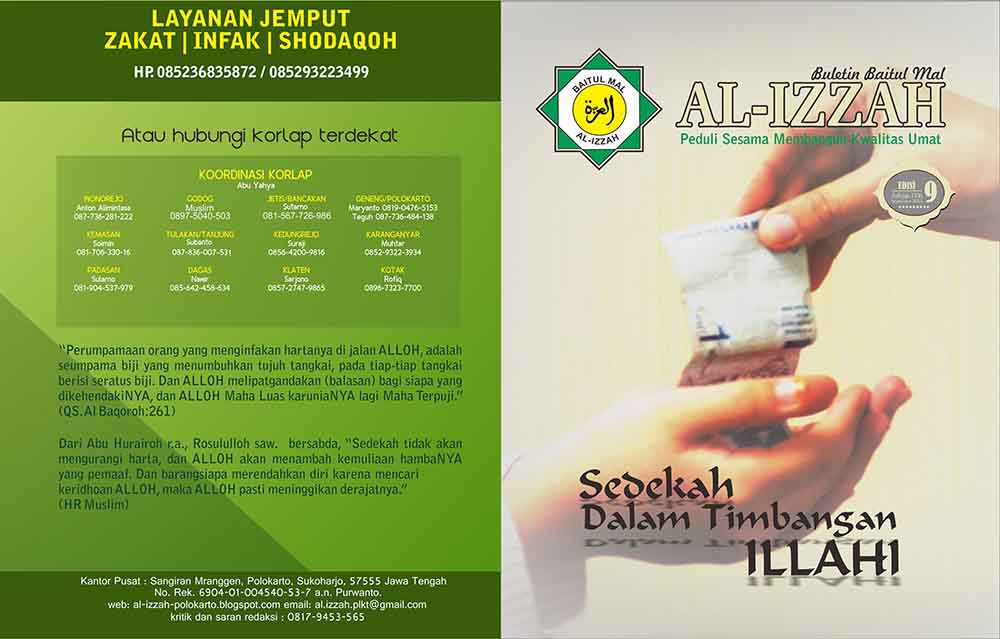 LAYANAN JEMPUT
ZAKAT | INFAK | SHODAQOH
HP. 085236835872 / 085293223499
Atau hubungi korlap terdekat
KOORDINASI KORLAP
Abu Yahya
WONOREJO
Anton Alimintasa
087-736-281-222
GODOG
Muslim
0897-5040-503
JETIS/BANCAKAN
Sutarno
081-567-726-986
GENENG/POLOKARTO
Maryanto 0819-0476-5153
Teguh 087-736-484-138
KEMASAN
Soimin
081-706-330-16
TULAKAN/TANJUNG
Subanto
087-836-007-531
KEDUNGREJO
Suraji
0856-4200-9816
KARANGANYAR
Muhtar
0852-9322-3934
PADASAN
Sutarno
081-904-537-979
DAGAS
Nawir
085-642-458-634
KLATEN
Sarjono
0857-2747-9865
KOTAK
Rofiq
0896-7323-7700
“Perumpamaan orang yang menginfakan hartanya di jalan ALLOH, adalah
seumpama biji yang menumbuhkan tujuh tangkai, pada tiap-tiap tangkai
berisi seratus biji. Dan ALLOH melipatgandakan (balasan) bagi siapa yang
dikehendakiNYA, dan ALLOH Maha Luas karuniaNYA lagi Maha Terpuji.”
(QS.Al Baqoroh:261)
Dari Abu Hurairoh r.a., Rosululloh saw. bersabda, “Sedekah tidak akan
mengurangi harta, dan ALLOH akan menambah kemuliaan hambaNYA
yang pemaaf. Dan barangsiapa merendahkan diri karena mencari
keridhoan ALLOH, maka ALLOH pasti meninggikan derajatnya.”
(HR Muslim)
Kantor Pusat : Sangiran Mranggen, Polokarto, Sukoharjo, 57555 Jawa Tengah
No. Rek. 6904-01-004540-53-7 a.n. Purwanto.
web: al-izzah-polokarto.blogspot.com email: al.izzah.plkt@gmail.com
kritik dan saran redaksi : 0817-9453-565
BAITUL MAL
العزة
AL-IZZAH
Buletin Baitul Mal
AL-IZZAH
Peduli Sesama Membangun Kwalitas Umat
EDISI
9
Sedekah
Dalam Timbangan
ILLAHI